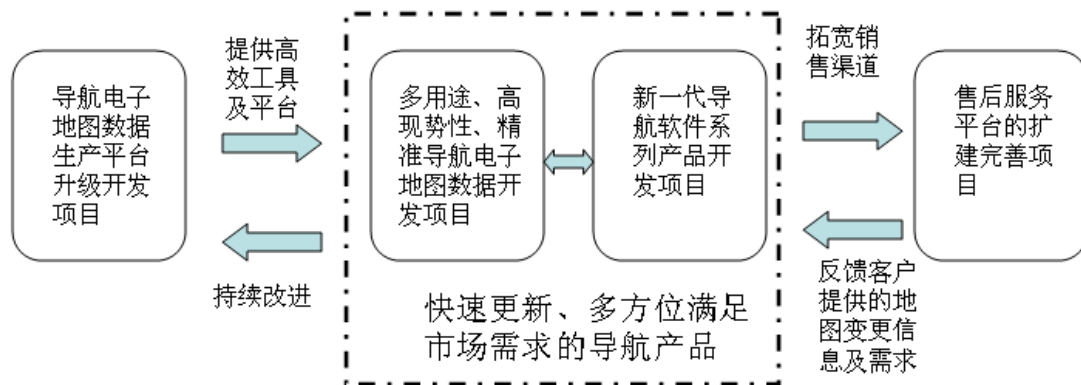 提供高
效工具
及平台
拓宽销
售渠道
导航电子
地图数据
生产平台
升级开发
项目
多用途、高
现势性、精
准导航电子
地图数据开
发项目
新一代导
航软件系
列产品开
发项目
售后服务
平台的扩
建完善项
目
持续改进
反馈客户
提供的地
图变更信
息及需求
快速更新、多方位满足
市场需求的导航产品